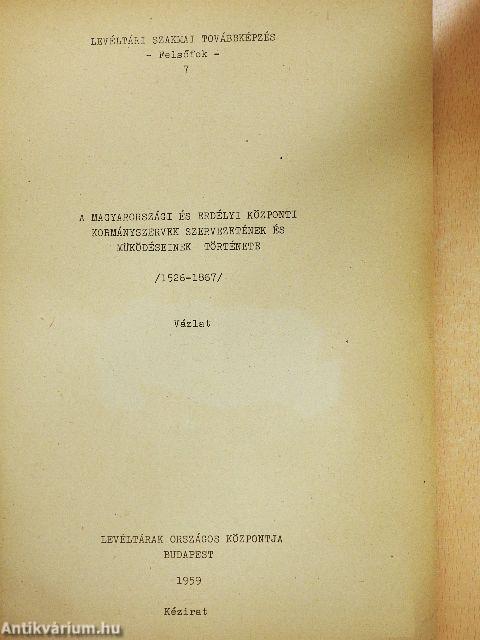 LEVÉLTÁRI SZAKMAI TOVÁBBKÉPZÉS
- Felsőfok -
7
A MAGYARORSZÁGI ÉS ERDÉLYI KÖZPONTI
KORMÁNYSZERVEK SZERVEZETÉNEK ÉS
MŰKÖDÉSEINEK TÖRTÉNETE
/1526-1867/
Vázlat
LEVÉLTÁRAK ORSZÁGOS KÖZPONTJA
BUDAPEST
1959
Kézirat
Antikvárium.hu